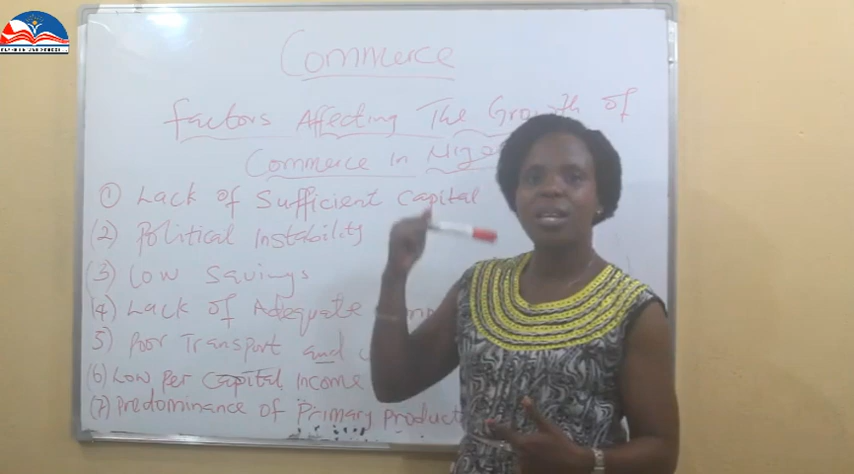 Commerce
Factors Affecting The Growth of
Commerce in
① Lack of Sufficient Capital
(2) Political Instability
(3) Low Savings
(4) Lack of Adequate
5) Poor Transport and
(6) Low Per Capital Income
(7) Predominance of Primary Product